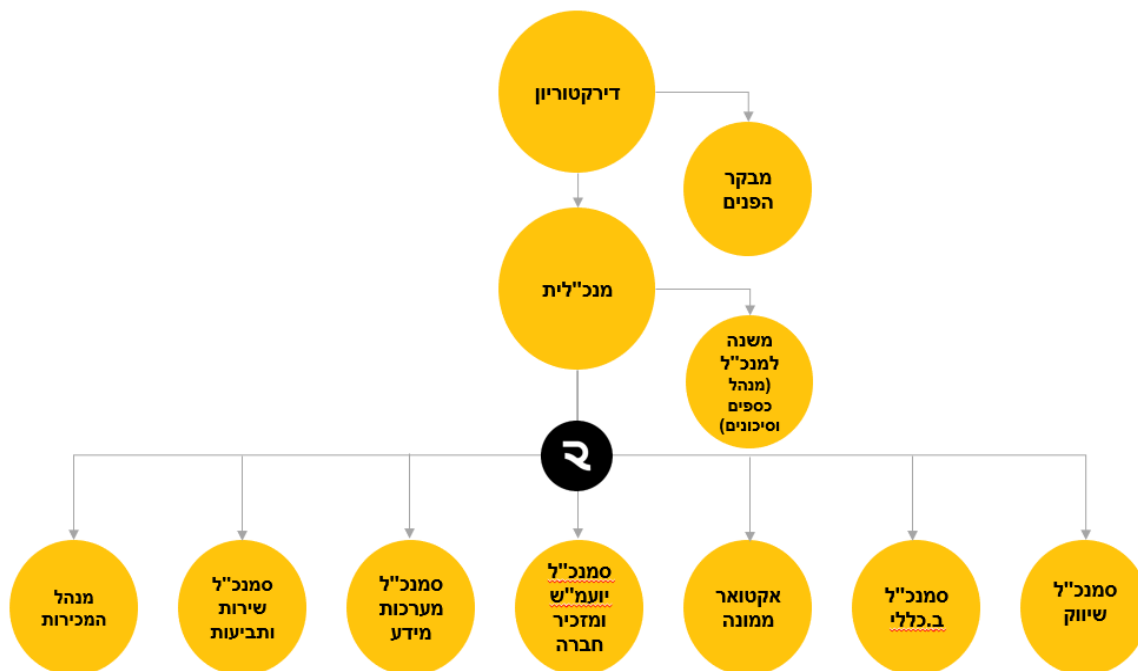 דירקטוריון
מבקר
הפנים
מנכ"לית
משנה
למנכ"ל
(מנהל
כספים
וסיכונים)
סמנכ"ל
שיווק
סמנכ"ל
ב.כללי
אקטואר
ממונה
סמנכ"ל
יועמ"ש
ומזכיר
חברה
סמנכ"ל
מערכות
מידע
סמנכ"ל
שירות
ותביעות
מנהל
המכירות